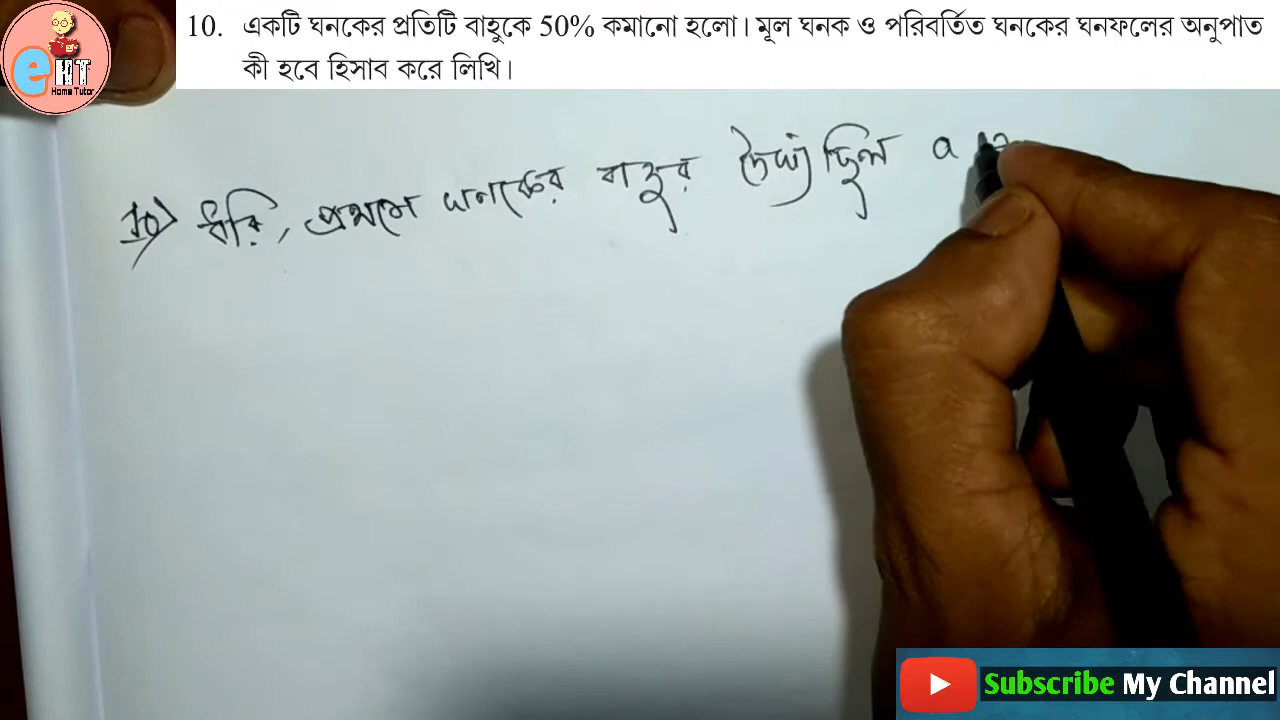 10. একটি ঘনকের প্রতিটি বাহুকে 50% কমানো হলো। মূল ঘনক ও পরিবর্তিত ঘনকের ঘনফলের অনুপাত
কী হবে হিসাব করে লিখি।
eHT
Home Tutor
10> ধরি, প্রথমে ঘনকের বাহুর দৈর্ঘ্য ছিল a
Subscribe My Channel